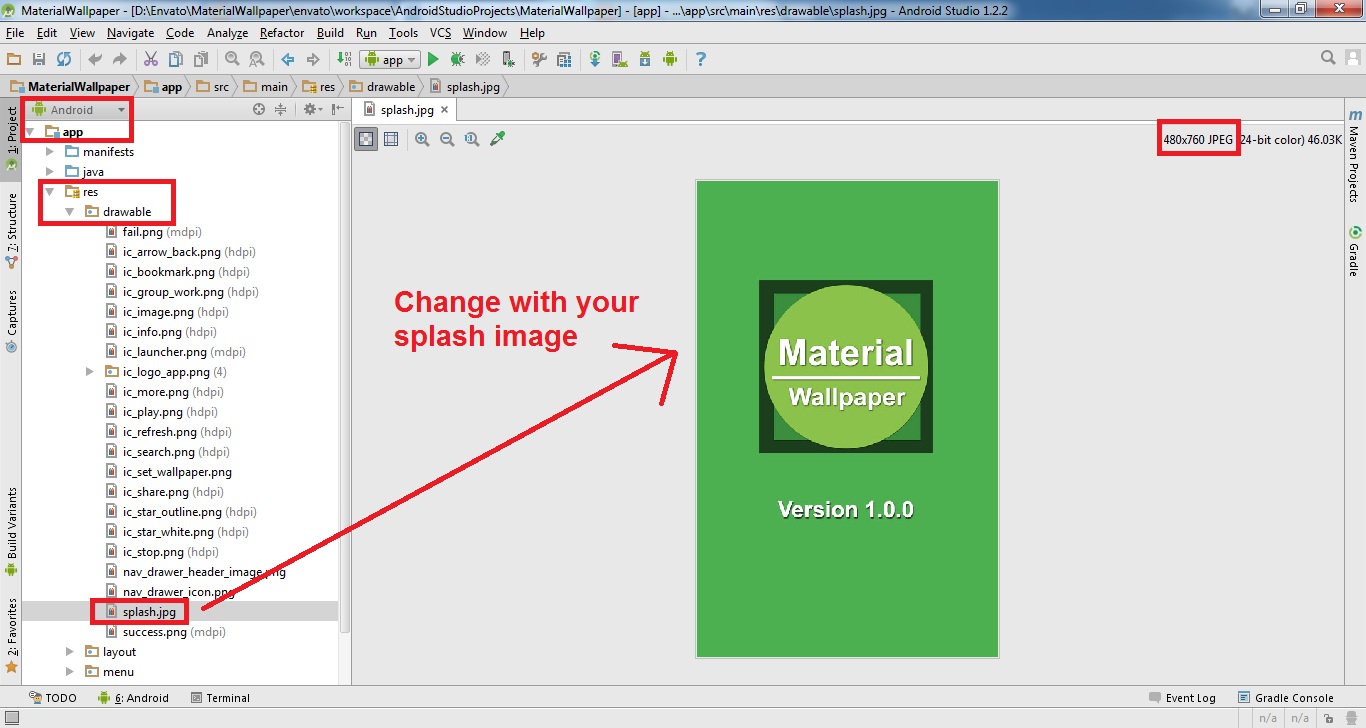 MaterialWallpaper - [D:\Envato\MaterialWallpaper\envato\workspace\AndroidStudioProjects\MaterialWallpaper] - [app] - ...\app\src\main\res\drawable\splash.jpg - Android Studio 1.2.2
File Edit View Navigate Code Analyze Refactor Build Run Tools VCS Window Help
app
MaterialWallpaper app src main res drawable splash.jpg
1: Project
7: Structure
Captures
Build Variants
2: Favorites
Android
app
manifests
java
res
drawable
fail.png (mdpi)
ic_arrow_back.png (hdpi)
ic_bookmark.png (hdpi)
ic_group_work.png (hdpi)
ic_image.png (hdpi)
ic_info.png (hdpi)
ic_launcher.png (mdpi)
ic_logo_app.png (4)
ic_more.png (hdpi)
ic_play.png (hdpi)
ic_refresh.png (hdpi)
ic_search.png (hdpi)
ic_set_wallpaper.png
ic_share.png (hdpi)
ic_star_outline.png (hdpi)
ic_star_white.png (hdpi)
ic_stop.png (hdpi)
nav_drawer_header_image.png
nav_drawer_icon.png
splash.jpg
success.png (mdpi)
layout
menu
splash.jpg
1:1
480x760 JPEG (24-bit color) 46.03K
Change with your
splash image
Material
Wallpaper
Version 1.0.0
m
Maven Projects
Gradle
TODO 6: Android Terminal Event Log Gradle Console
n/a n/a